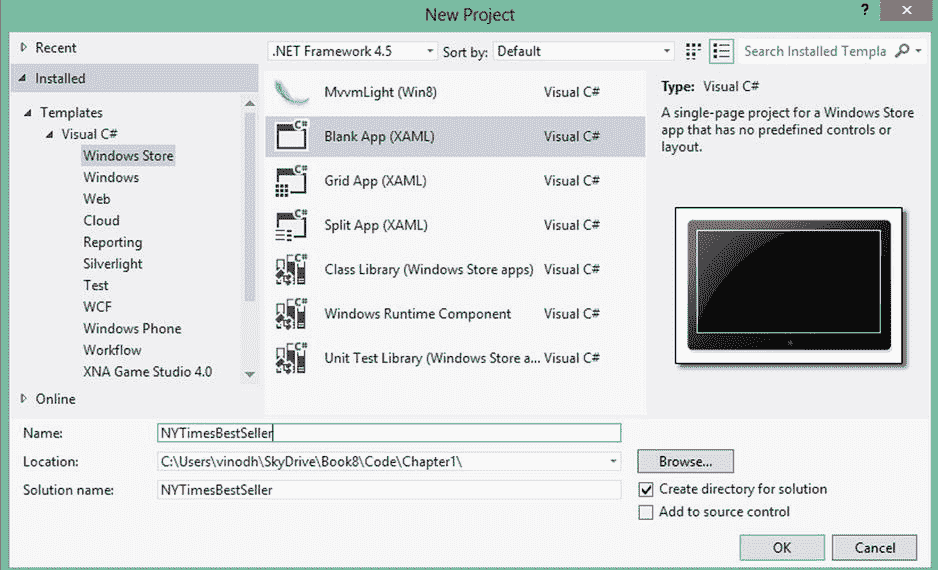 New Project
?
Recent
.NET Framework 4.5
Sort by:
Default
Search Installed Templa
Installed
Templates
Visual C#
Windows Store
Windows
Web
Cloud
Reporting
Silverlight
Test
WCF
Windows Phone
Workflow
XNA Game Studio 4.0
Online
MvvmLight (Win8) Visual C#
C# Blank App (XAML) Visual C#
C# Grid App (XAML) Visual C#
C# Split App (XAML) Visual C#
C# Class Library (Windows Store apps) Visual C#
C# Windows Runtime Component Visual C#
C# Unit Test Library (Windows Store a... Visual C#
Type: Visual C#
A single-page project for a Windows Store
app that has no predefined controls or
layout.
Name: NYTimesBestSeller
Location: C:\Users\vinodh\SkyDrive\Book8\Code\Chapter1\
Browse...
Solution name: NYTimesBestSeller
Create directory for solution
Add to source control
OK
Cancel